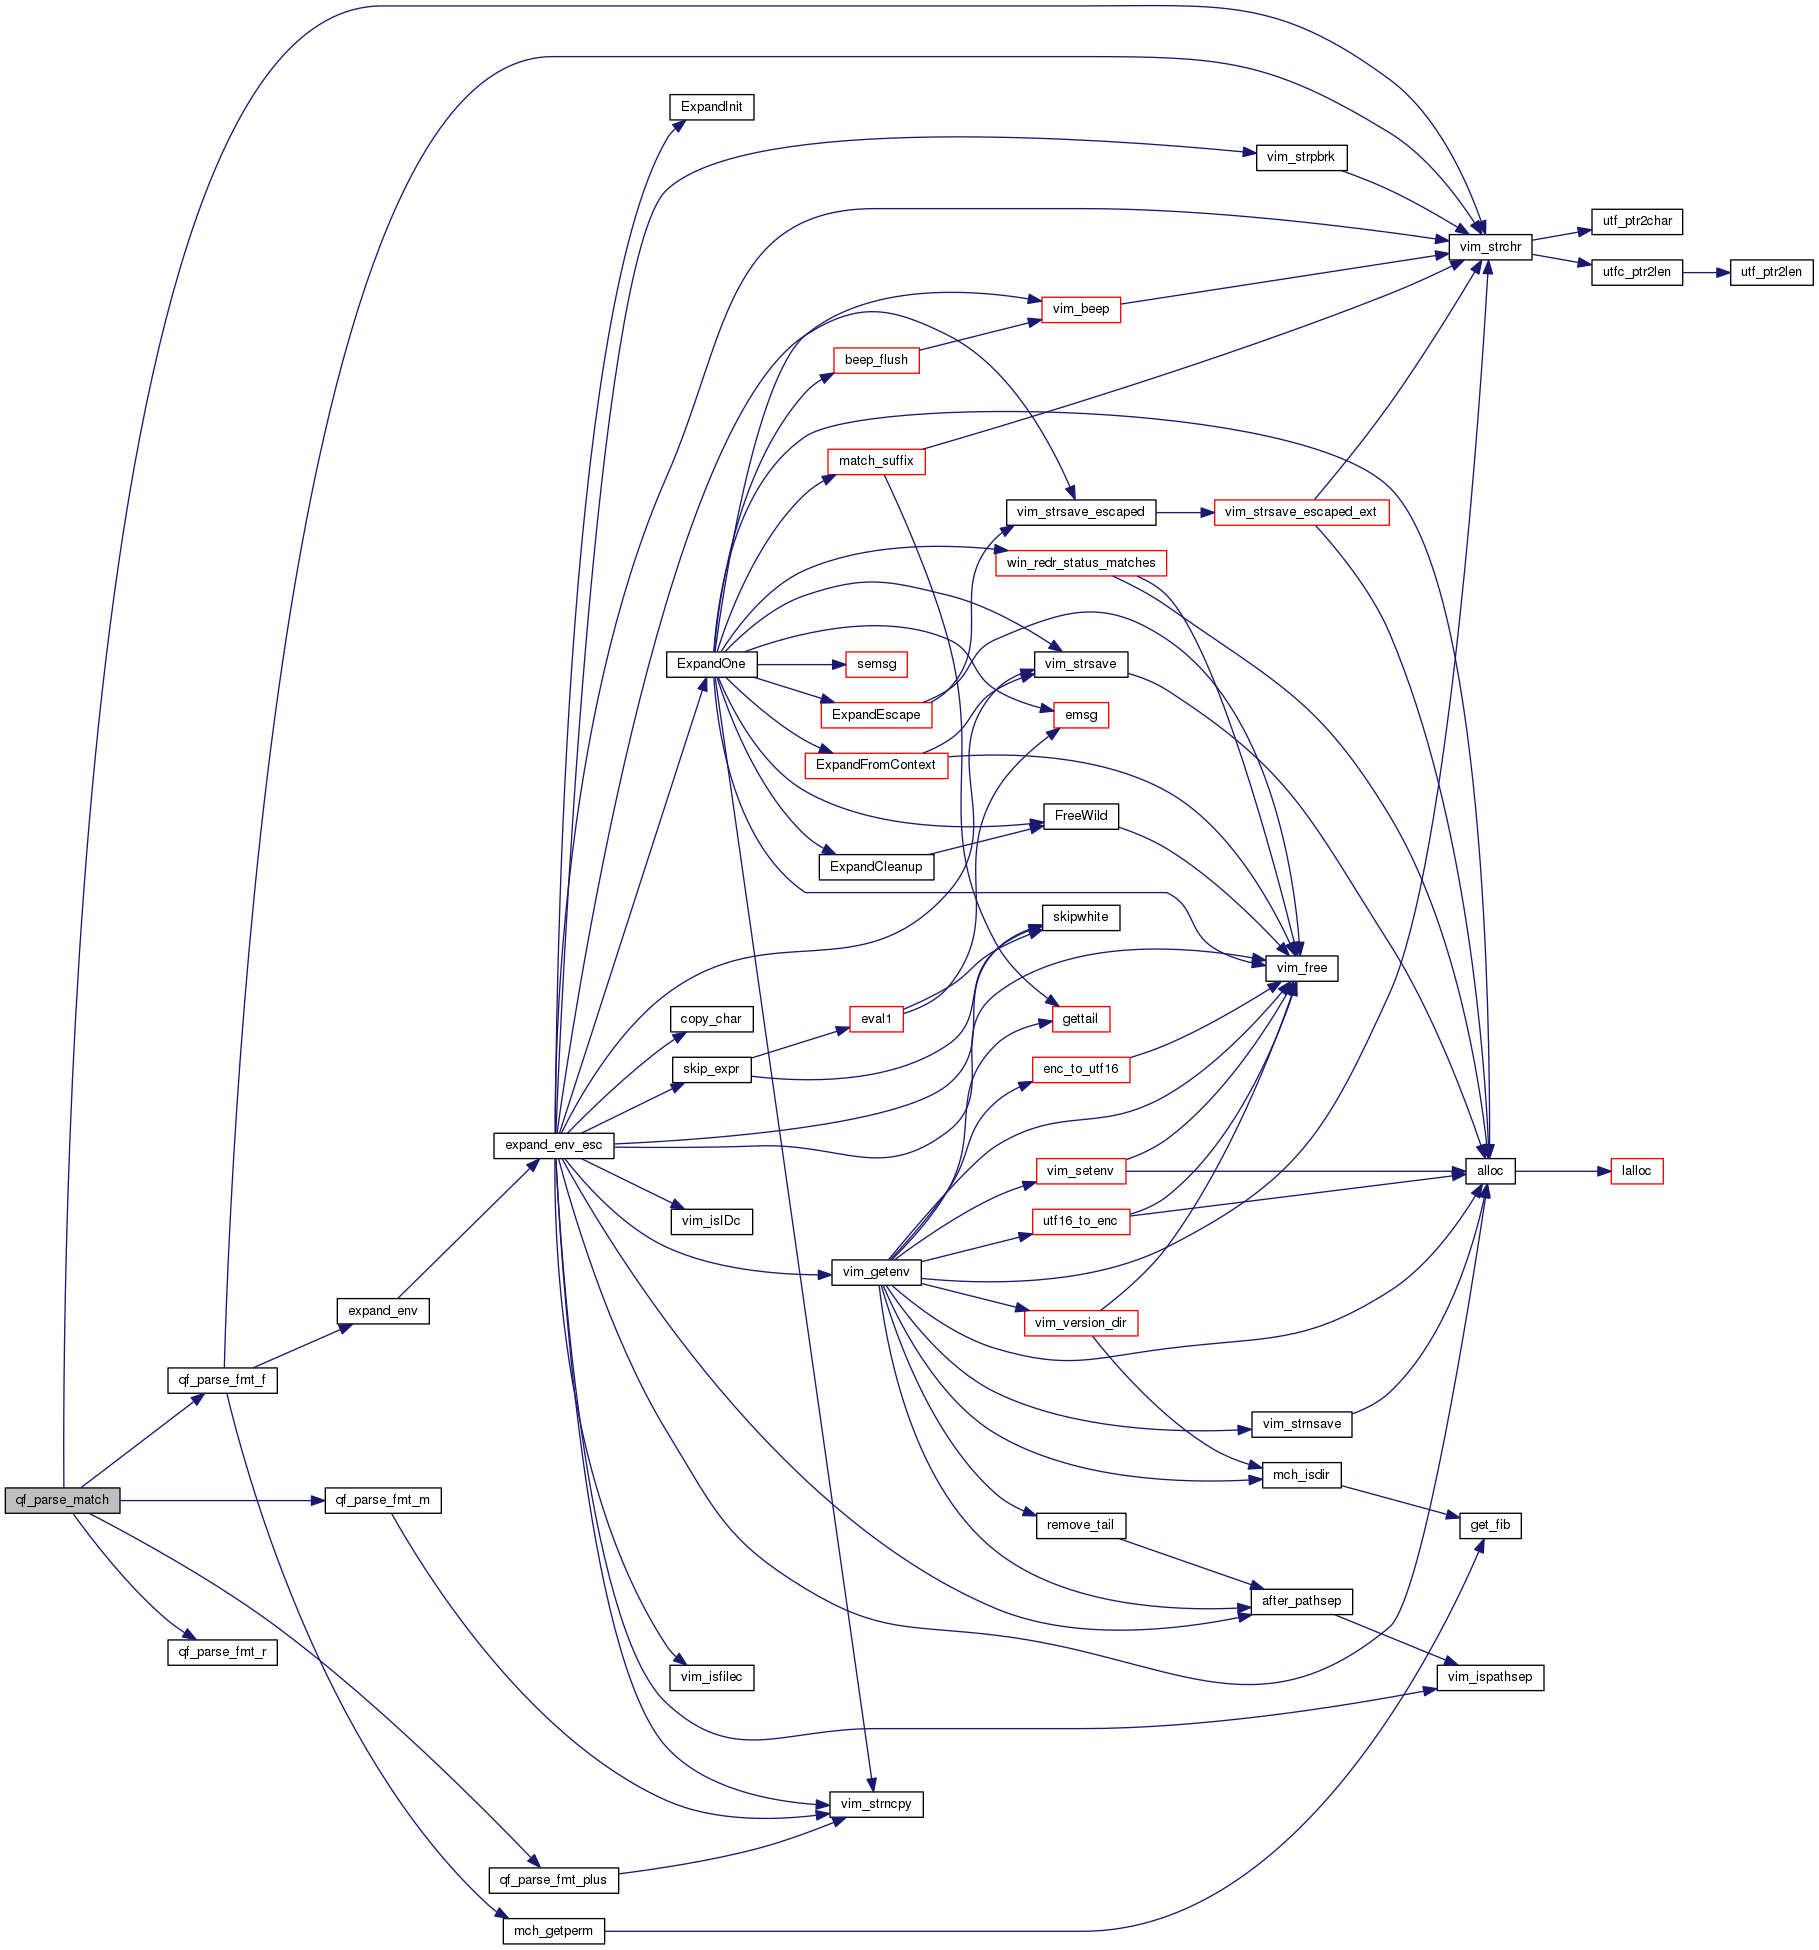 ExpandInit
vim_strpbrk
utf_ptr2char
vim_strchr
utfc_ptr2len
utf_ptr2len
vim_beep
beep_flush
match_suffix
vim_strsave_escaped
vim_strsave_escaped_ext
win_redr_status_matches
ExpandOne
semsg
vim_strsave
ExpandEscape
emsg
ExpandFromContext
FreeWild
ExpandCleanup
skipwhite
vim_free
copy_char
eval1
gettail
skip_expr
enc_to_utf16
expand_env_esc
vim_setenv
alloc
lalloc
vim_isIDc
utf16_to_enc
vim_getenv
expand_env
vim_version_dir
qf_parse_fmt_f
vim_strnsave
mch_isdir
qf_parse_match
qf_parse_fmt_m
remove_tail
get_fib
after_pathsep
qf_parse_fmt_r
vim_isfilec
vim_ispathsep
vim_strncpy
qf_parse_fmt_plus
mch_getperm